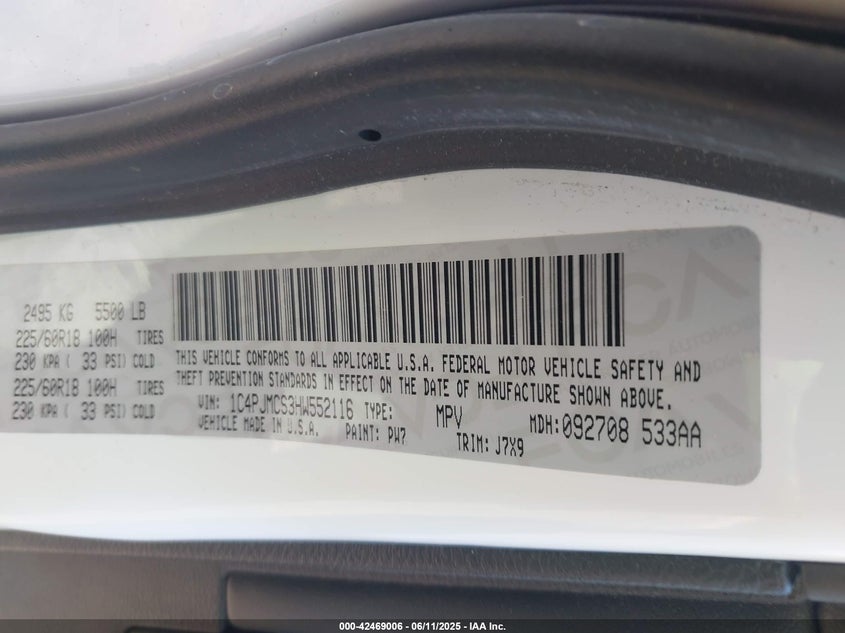 2495 KG 5500 LB
225/60R18 100H TIRES
230 KPA ( 33 PSI) COLD
225/60R18 100H TIRES
230 KPA ( 33 PSI) COLD
THIS VEHICLE CONFORMS TO ALL APPLICABLE U.S.A. FEDERAL MOTOR VEHICLE SAFETY AND
THEFT PREVENTION STANDARDS IN EFFECT ON THE DATE OF MANUFACTURE SHOWN ABOVE.
VIN: 1C4PJMCS3HW552116 TYPE: MPV MDH: 092708 533AA
VEHICLE MADE IN U.S.A. PAINT: PW7 TRIM: J7X9
000-42469006 - 06/11/2025 - IAA Inc.